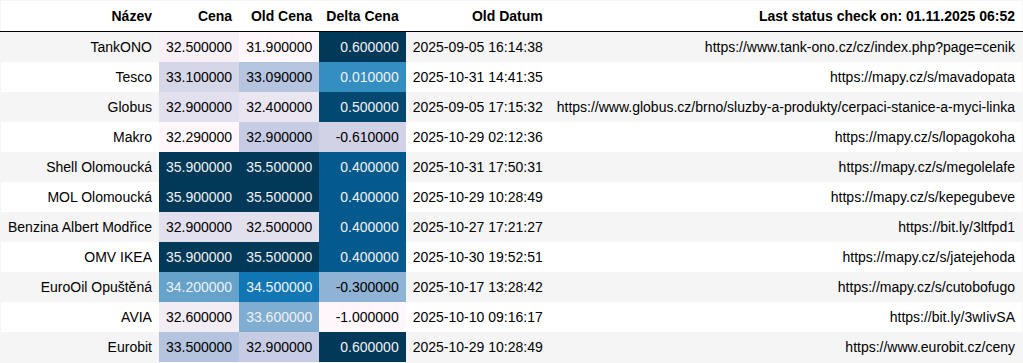 Název Cena Old Cena Delta Cena Old Datum Last status check on: 01.11.2025 06:52
TankONO 32.500000 31.900000 0.600000 2025-09-05 16:14:38 https://www.tank-ono.cz/cz/index.php?page=cenik
Tesco 33.100000 33.090000 0.010000 2025-10-31 14:41:35 https://mapy.cz/s/mavadopata
Globus 32.900000 32.400000 0.500000 2025-09-05 17:15:32 https://www.globus.cz/brno/sluzby-a-produkty/cerpaci-stanice-a-myci-linka
Makro 32.290000 32.900000 -0.610000 2025-10-29 02:12:36 https://mapy.cz/s/lopagokoha
Shell Olomoucká 35.900000 35.500000 0.400000 2025-10-31 17:50:31 https://mapy.cz/s/megolelafe
MOL Olomoucká 35.900000 35.500000 0.400000 2025-10-29 10:28:49 https://mapy.cz/s/kepegubeve
Benzina Albert Modřice 32.900000 32.500000 0.400000 2025-10-27 17:21:27 https://bit.ly/3ltfpd1
OMV IKEA 35.900000 35.500000 0.400000 2025-10-30 19:52:51 https://mapy.cz/s/jatejehoda
EuroOil Opuštěná 34.200000 34.500000 -0.300000 2025-10-17 13:28:42 https://mapy.cz/s/cutobofugo
AVIA 32.600000 33.600000 -1.000000 2025-10-10 09:16:17 https://bit.ly/3wIivSA
Eurobit 33.500000 32.900000 0.600000 2025-10-29 10:28:49 https://www.eurobit.cz/ceny